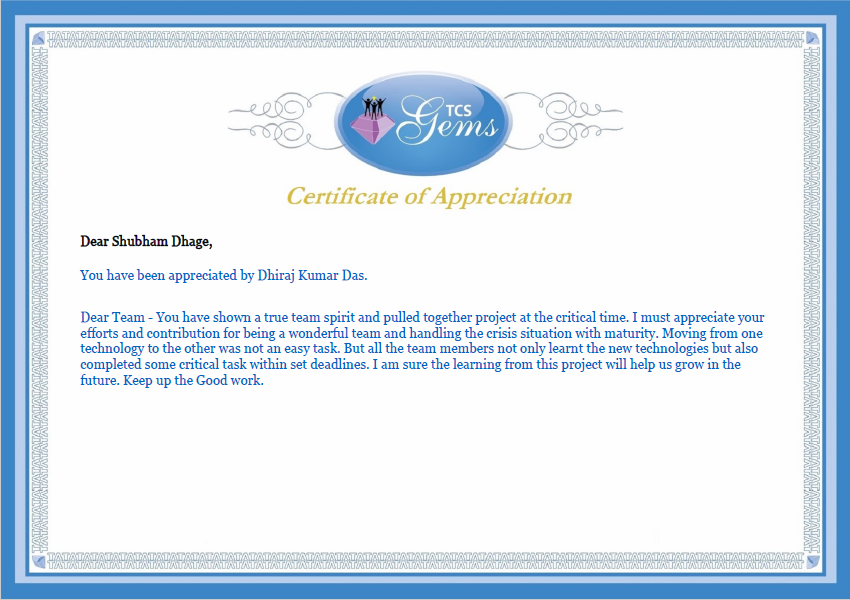 TCS
Gems
Certificate of Appreciation
Dear Shubham Dhage,
You have been appreciated by Dhiraj Kumar Das.
Dear Team - You have shown a true team spirit and pulled together project at the critical time. I must appreciate your
efforts and contribution for being a wonderful team and handling the crisis situation with maturity. Moving from one
technology to the other was not an easy task. But all the team members not only learnt the new technologies but also
completed some critical task within set deadlines. I am sure the learning from this project will help us grow in the
future. Keep up the Good work.